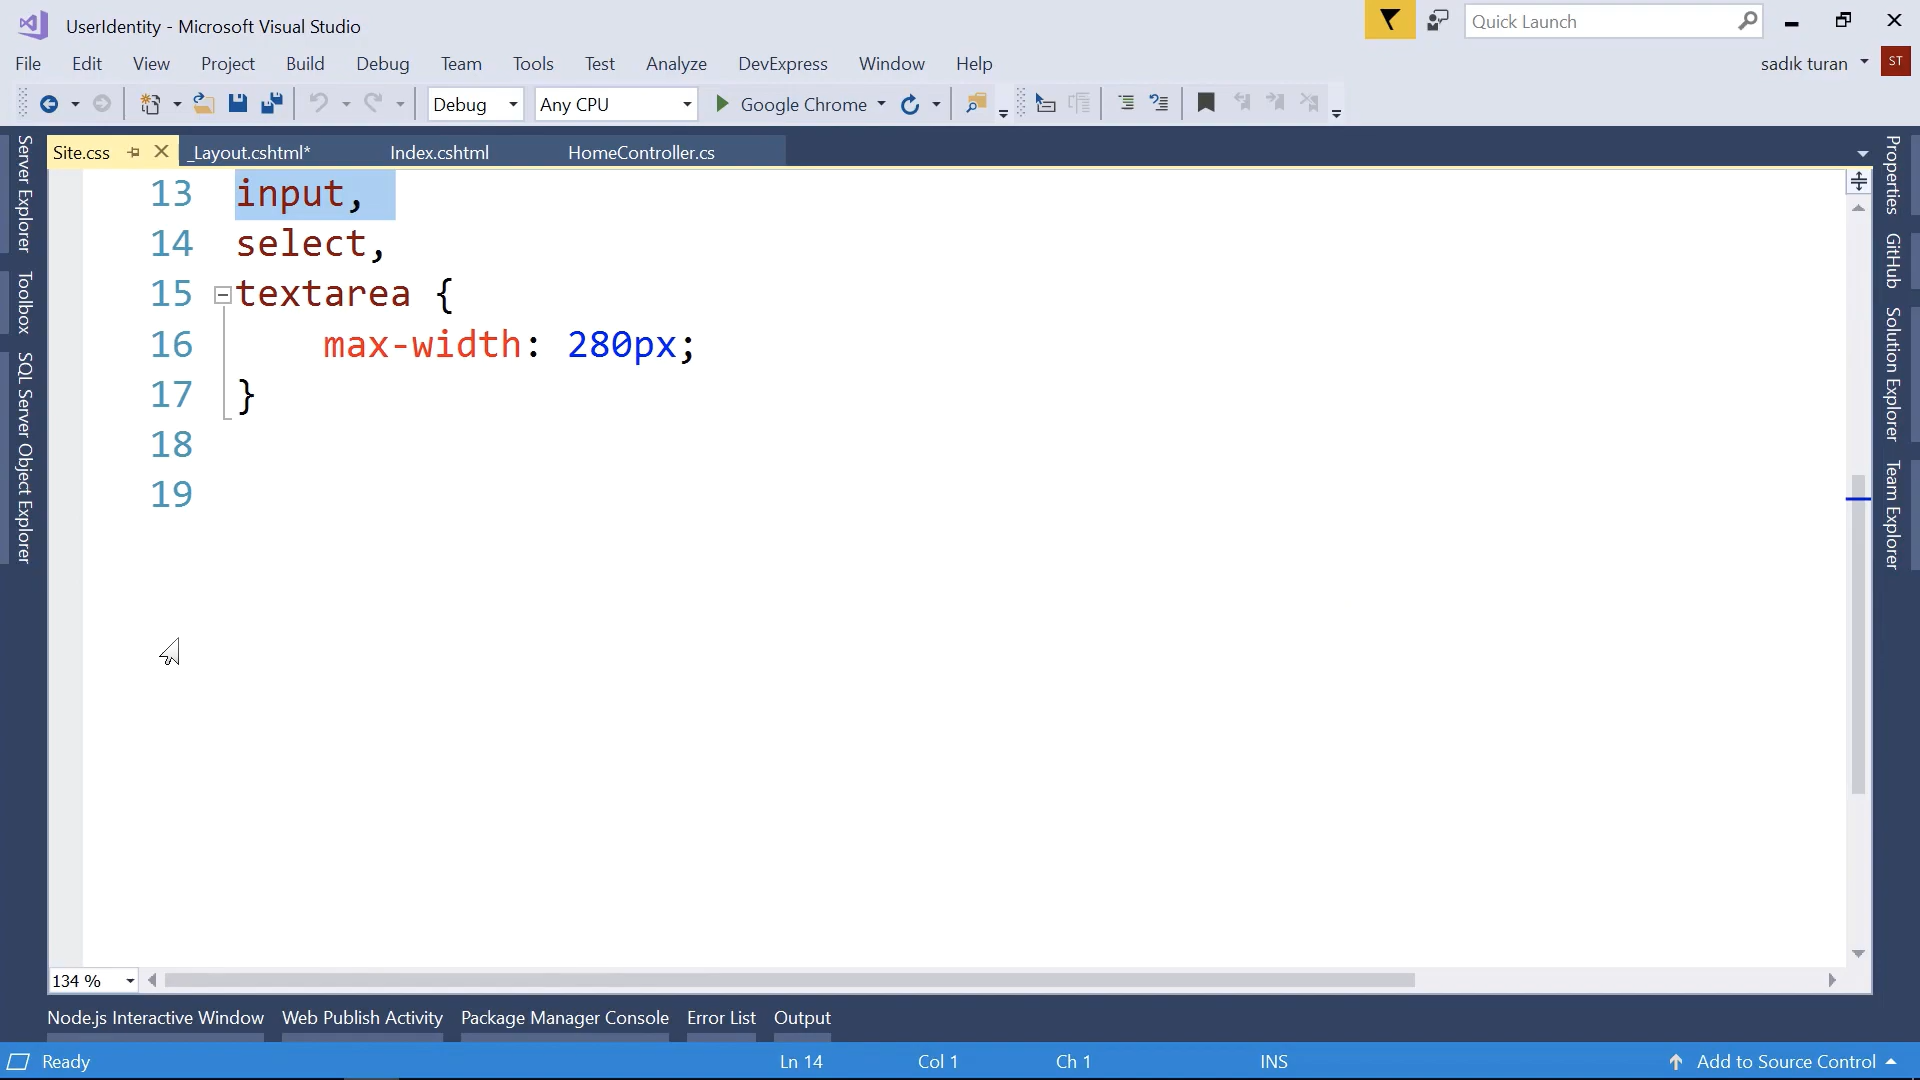 UserIdentity - Microsoft Visual Studio
Quick Launch
File Edit View Project Build Debug Team Tools Test Analyze DevExpress Window Help
sadık turan ST
Debug Any CPU Google Chrome
Site.css _Layout.cshtml* Index.cshtml HomeController.cs
Server Explorer
Toolbox
SQL Server Object Explorer
13 input,
14 select,
15 textarea {
16 max-width: 280px;
17 }
18
19
Properties
GitHub
Solution Explorer
Team Explorer
134 %
Node.js Interactive Window Web Publish Activity Package Manager Console Error List Output
Ready Ln 14 Col 1 Ch 1 INS Add to Source Control